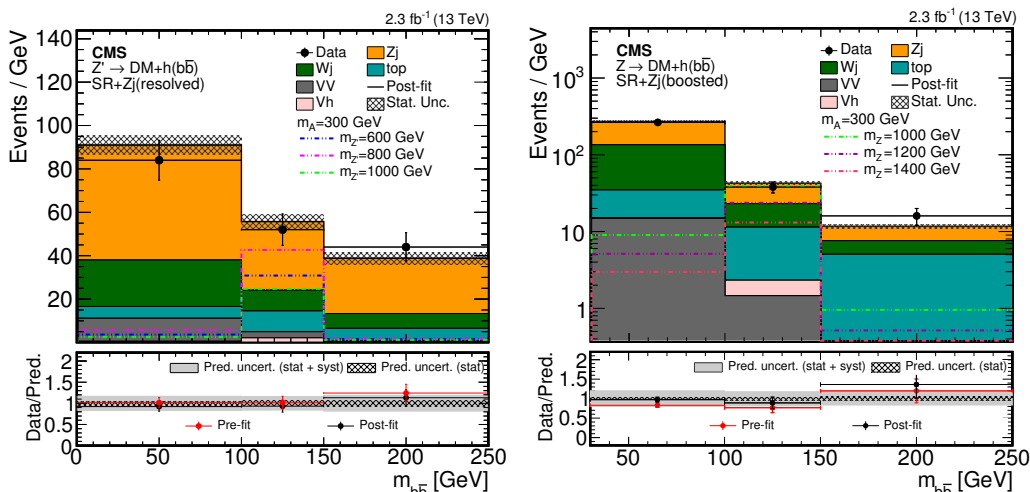 2.3 fb⁻¹ (13 TeV)
CMS
Z' → DM+h(bb̅)
SR+Zj(resolved)
Data
Zj
Wj
top
VV
Post-fit
Vh
Stat. Unc.
m_A=300 GeV
m_Z'=600 GeV
m_Z'=800 GeV
m_Z'=1000 GeV
Events / GeV
140
120
100
80
60
40
20
Pred. uncert. (stat + syst)
Pred. uncert. (stat)
Pre-fit
Post-fit
Data/Pred.
2
1.5
1
0.5
0
0 50 100 150 200 250
m_bb̅ [GeV]
2.3 fb⁻¹ (13 TeV)
CMS
Z' → DM+h(bb̅)
SR+Zj(boosted)
Data
Zj
Wj
top
VV
Post-fit
Vh
Stat. Unc.
m_A=300 GeV
m_Z'=1000 GeV
m_Z'=1200 GeV
m_Z'=1400 GeV
Events / GeV
10³
10²
10
1
Pred. uncert. (stat + syst)
Pred. uncert. (stat)
Pre-fit
Post-fit
Data/Pred.
2
1.5
1
0.5
0
50 100 150 200 250
m_bb̅ [GeV]